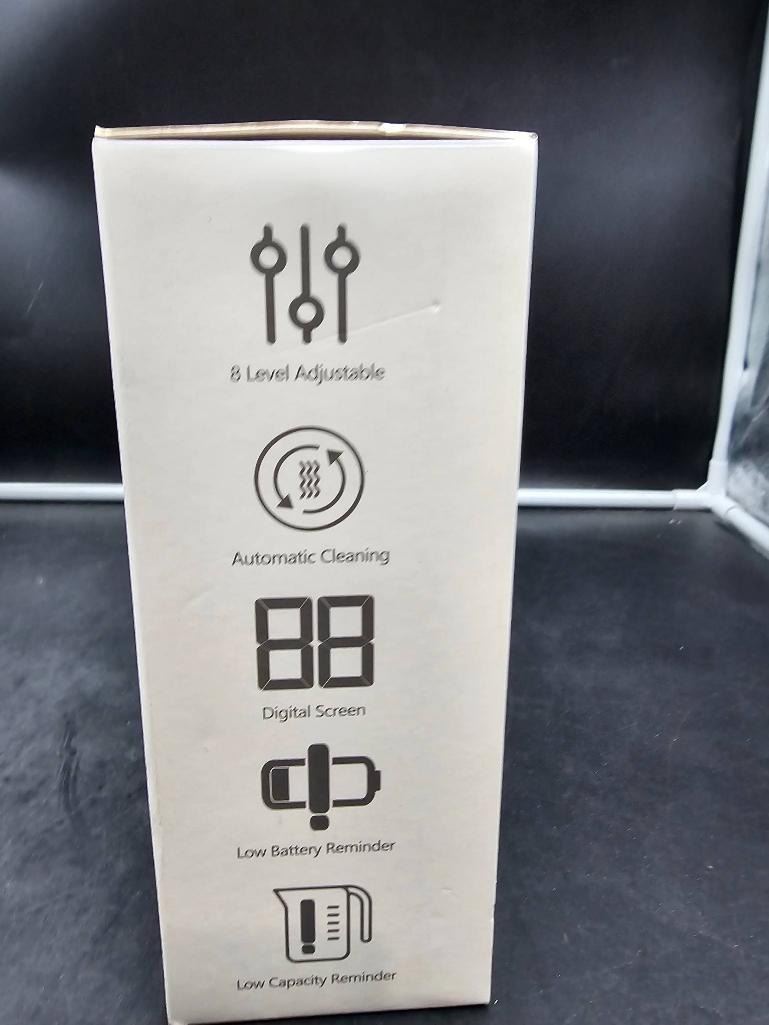 8 Level Adjustable
Automatic Cleaning
88
Digital Screen
Low Battery Reminder
Low Capacity Reminder